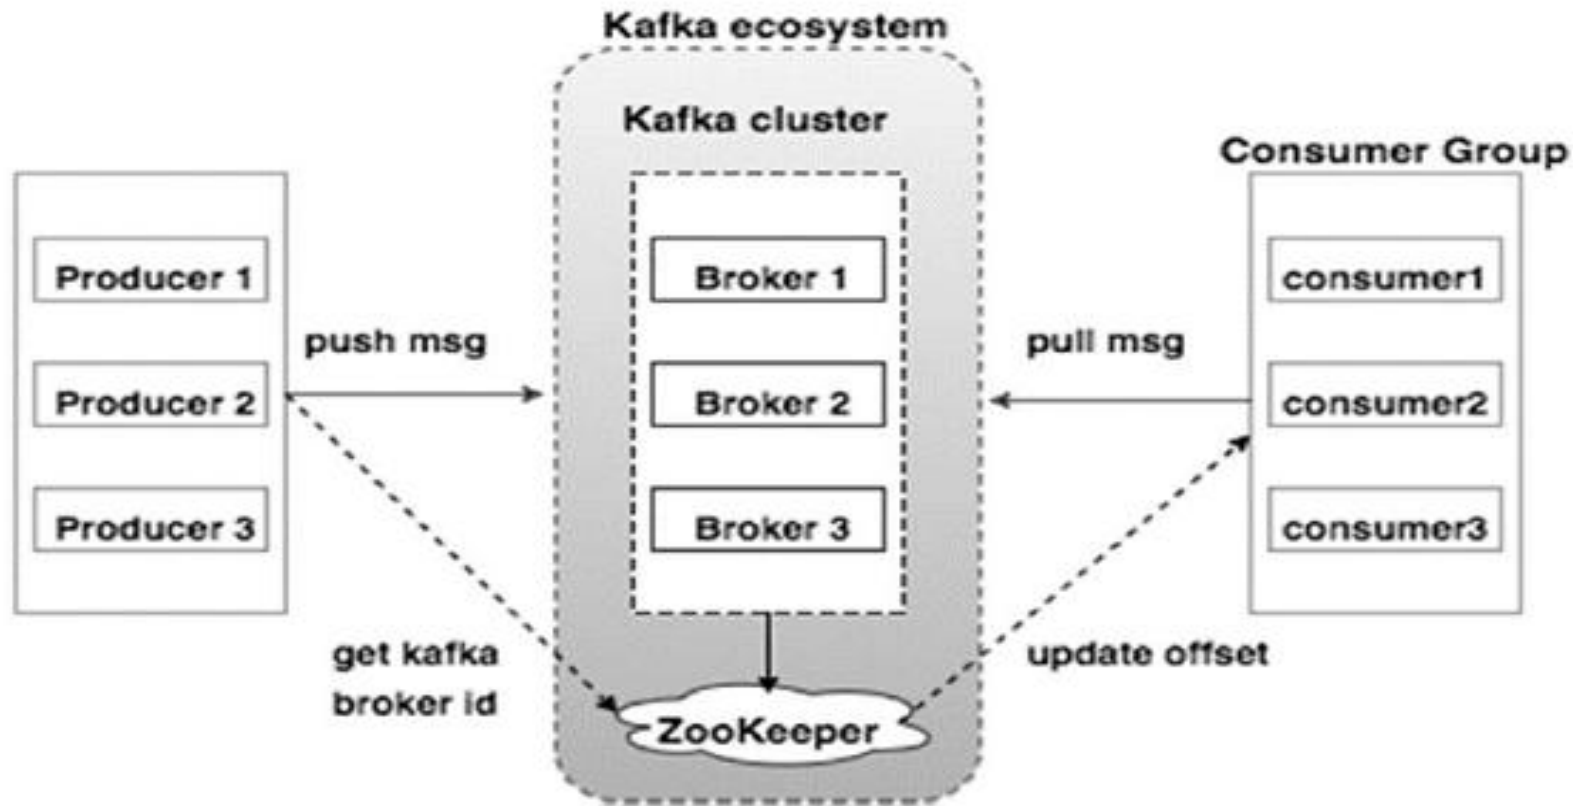 Kafka ecosystem
Kafka cluster
Consumer Group
Producer 1
Broker 1
consumer1
push msg
pull msg
Producer 2
Broker 2
consumer2
Producer 3
Broker 3
consumer3
get kafka
broker id
update offset
ZooKeeper